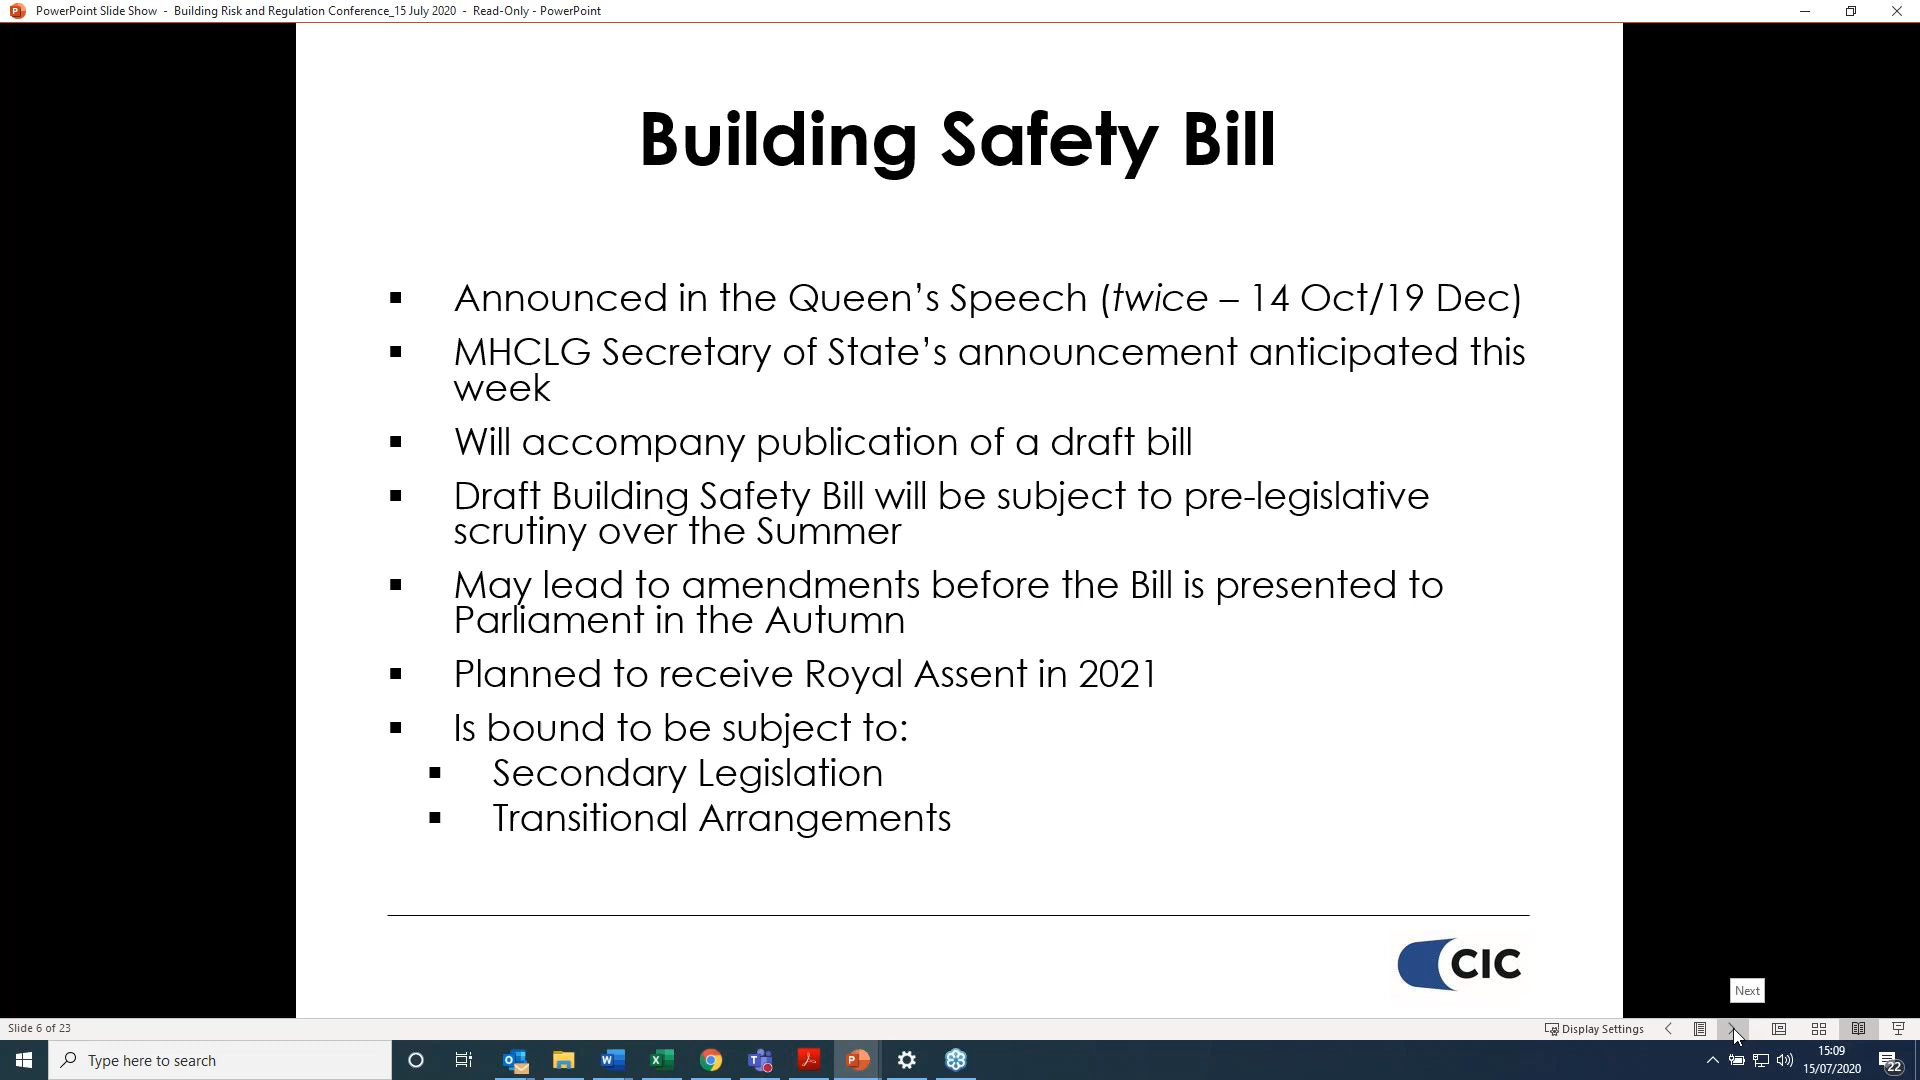 PowerPoint Slide Show - Building Risk and Regulation Conference_15 July 2020 - Read-Only - PowerPoint
Building Safety Bill
▪ Announced in the Queen’s Speech (twice – 14 Oct/19 Dec)
▪ MHCLG Secretary of State’s announcement anticipated this
week
▪ Will accompany publication of a draft bill
▪ Draft Building Safety Bill will be subject to pre-legislative
scrutiny over the Summer
▪ May lead to amendments before the Bill is presented to
Parliament in the Autumn
▪ Planned to receive Royal Assent in 2021
▪ Is bound to be subject to:
▪ Secondary Legislation
▪ Transitional Arrangements
CIC
Next
Slide 6 of 23
Display Settings
Type here to search
15:09
15/07/2020
22